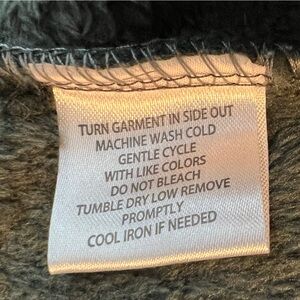 TURN GARMENT IN SIDE OUT
MACHINE WASH COLD
GENTLE CYCLE
WITH LIKE COLORS
DO NOT BLEACH
TUMBLE DRY LOW REMOVE
PROMPTLY
COOL IRON IF NEEDED